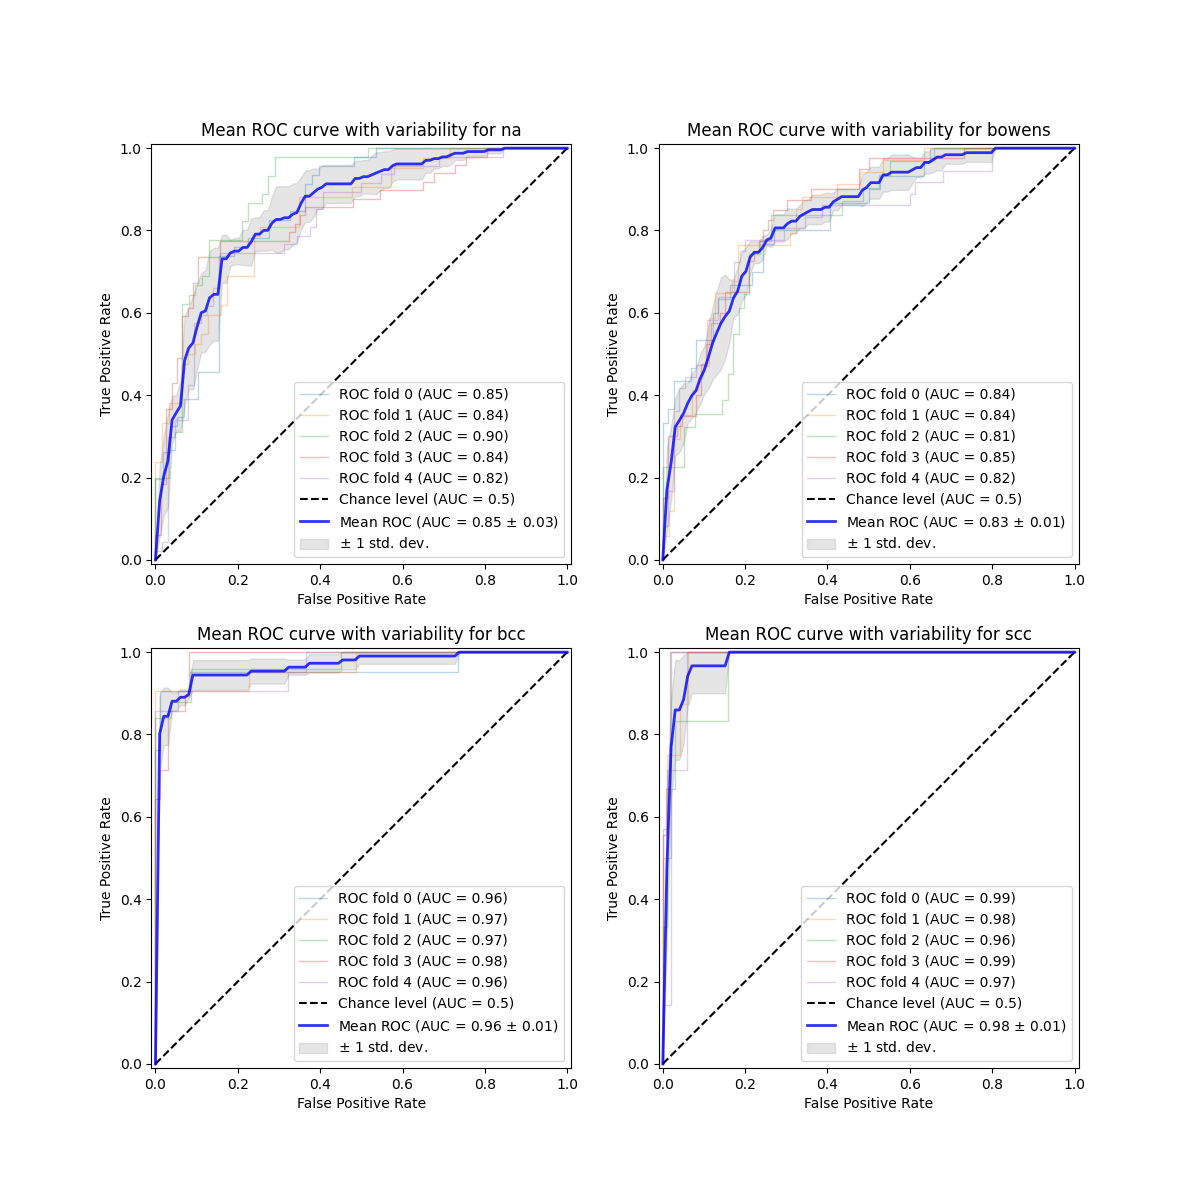 Mean ROC curve with variability for na
1.0
0.8
0.6
0.4
0.2
0.0
True Positive Rate
ROC fold 0 (AUC = 0.85)
ROC fold 1 (AUC = 0.84)
ROC fold 2 (AUC = 0.90)
ROC fold 3 (AUC = 0.84)
ROC fold 4 (AUC = 0.82)
Chance level (AUC = 0.5)
Mean ROC (AUC = 0.85 ± 0.03)
± 1 std. dev.
0.0 0.2 0.4 0.6 0.8 1.0
False Positive Rate
Mean ROC curve with variability for bowens
1.0
0.8
0.6
0.4
0.2
0.0
True Positive Rate
ROC fold 0 (AUC = 0.84)
ROC fold 1 (AUC = 0.84)
ROC fold 2 (AUC = 0.81)
ROC fold 3 (AUC = 0.85)
ROC fold 4 (AUC = 0.82)
Chance level (AUC = 0.5)
Mean ROC (AUC = 0.83 ± 0.01)
± 1 std. dev.
0.0 0.2 0.4 0.6 0.8 1.0
False Positive Rate
Mean ROC curve with variability for bcc
1.0
0.8
0.6
0.4
0.2
0.0
True Positive Rate
ROC fold 0 (AUC = 0.96)
ROC fold 1 (AUC = 0.97)
ROC fold 2 (AUC = 0.97)
ROC fold 3 (AUC = 0.98)
ROC fold 4 (AUC = 0.96)
Chance level (AUC = 0.5)
Mean ROC (AUC = 0.96 ± 0.01)
± 1 std. dev.
0.0 0.2 0.4 0.6 0.8 1.0
False Positive Rate
Mean ROC curve with variability for scc
1.0
0.8
0.6
0.4
0.2
0.0
True Positive Rate
ROC fold 0 (AUC = 0.99)
ROC fold 1 (AUC = 0.98)
ROC fold 2 (AUC = 0.96)
ROC fold 3 (AUC = 0.99)
ROC fold 4 (AUC = 0.97)
Chance level (AUC = 0.5)
Mean ROC (AUC = 0.98 ± 0.01)
± 1 std. dev.
0.0 0.2 0.4 0.6 0.8 1.0
False Positive Rate